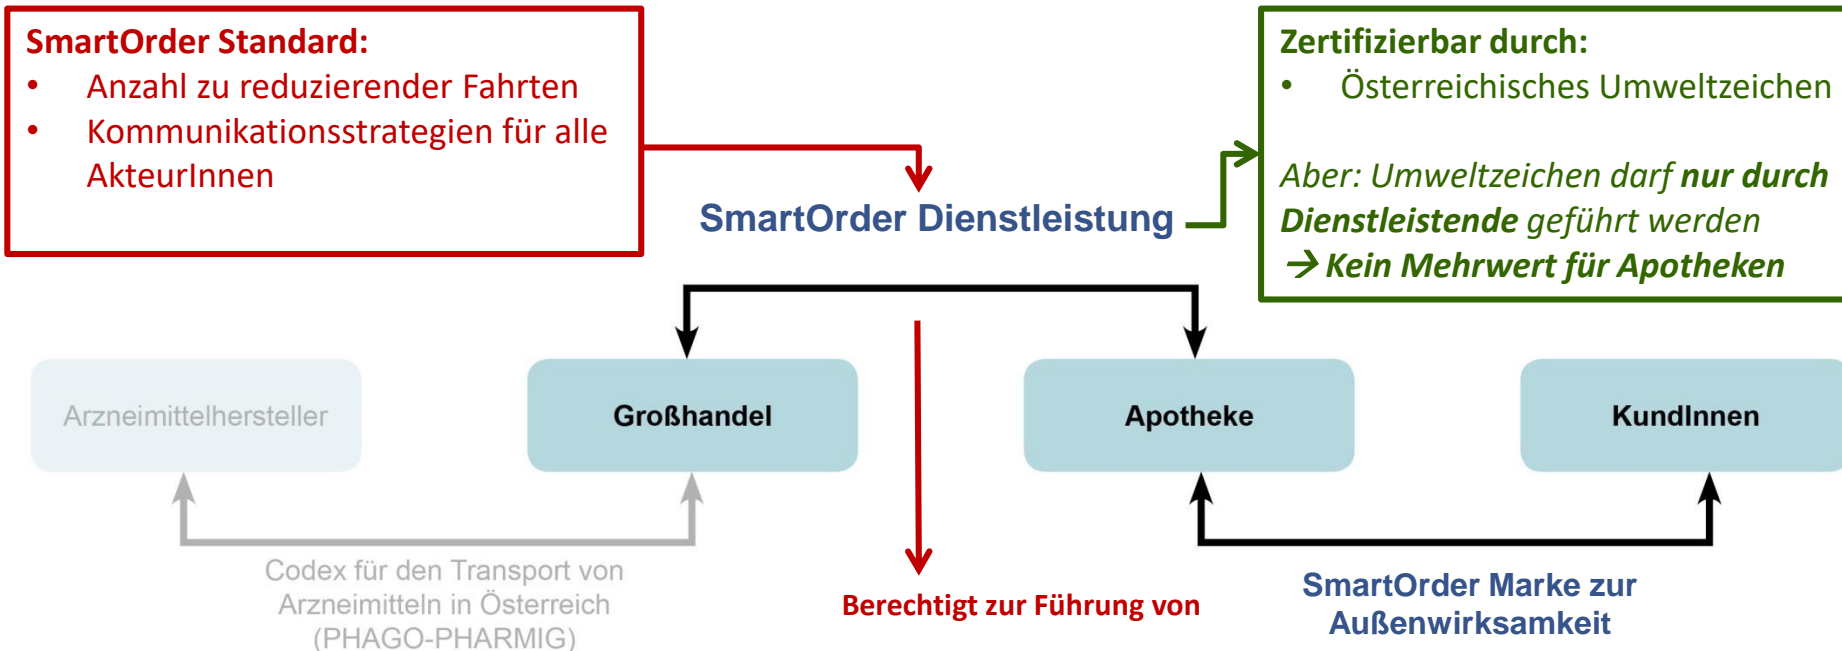 SmartOrder Standard:
• Anzahl zu reduzierender Fahrten
• Kommunikationsstrategien für alle
AkteurInnen
Zertifizierbar durch:
• Österreichisches Umweltzeichen
Aber: Umweltzeichen darf nur durch
Dienstleistende geführt werden
→ Kein Mehrwert für Apotheken
SmartOrder Dienstleistung
Arzneimittelhersteller
Großhandel
Apotheke
KundInnen
Codex für den Transport von
Arzneimitteln in Österreich
(PHAGO-PHARMIG)
Berechtigt zur Führung von
SmartOrder Marke zur
Außenwirksamkeit